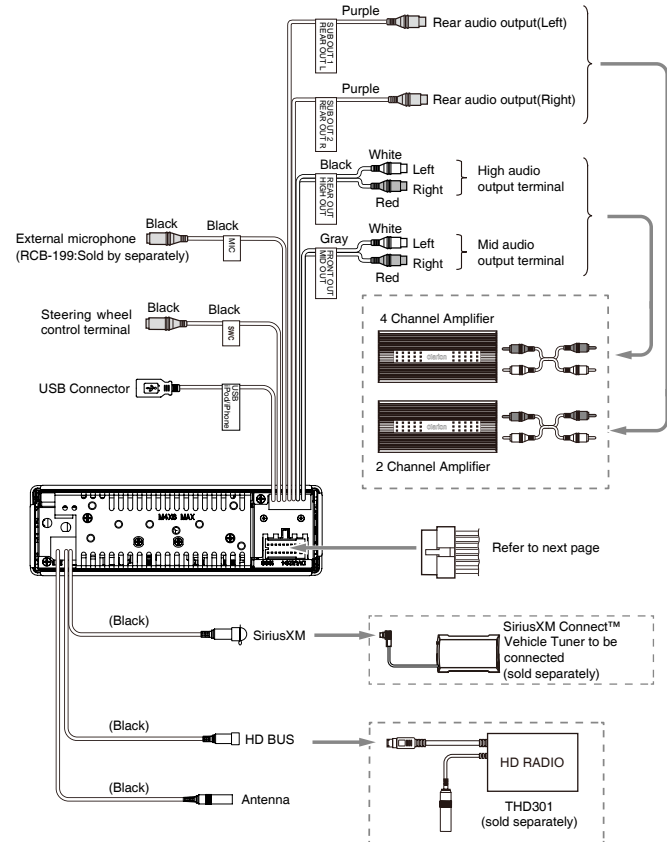 Purple
SUB OUT 1
REAR OUT L
Rear audio output(Left)
Purple
SUB OUT 2
REAR OUT R
Rear audio output(Right)
Black
REAR OUT
HIGH OUT
White
Left
Right
Red
High audio
output terminal
Gray
FRONT OUT
MID OUT
White
Left
Right
Red
Mid audio
output terminal
External microphone
(RCB-199:Sold by separately)
Black
Black
MIC
Steering wheel
control terminal
Black
Black
SWC
USB Connector
USB
iPod/iPhone
4 Channel Amplifier
clarion
clarion
2 Channel Amplifier
M4X8 MAX
Refer to next page
(Black)
SiriusXM
SiriusXM Connect™
Vehicle Tuner to be
connected
(sold separately)
(Black)
HD BUS
HD RADIO
THD301
(sold separately)
(Black)
Antenna